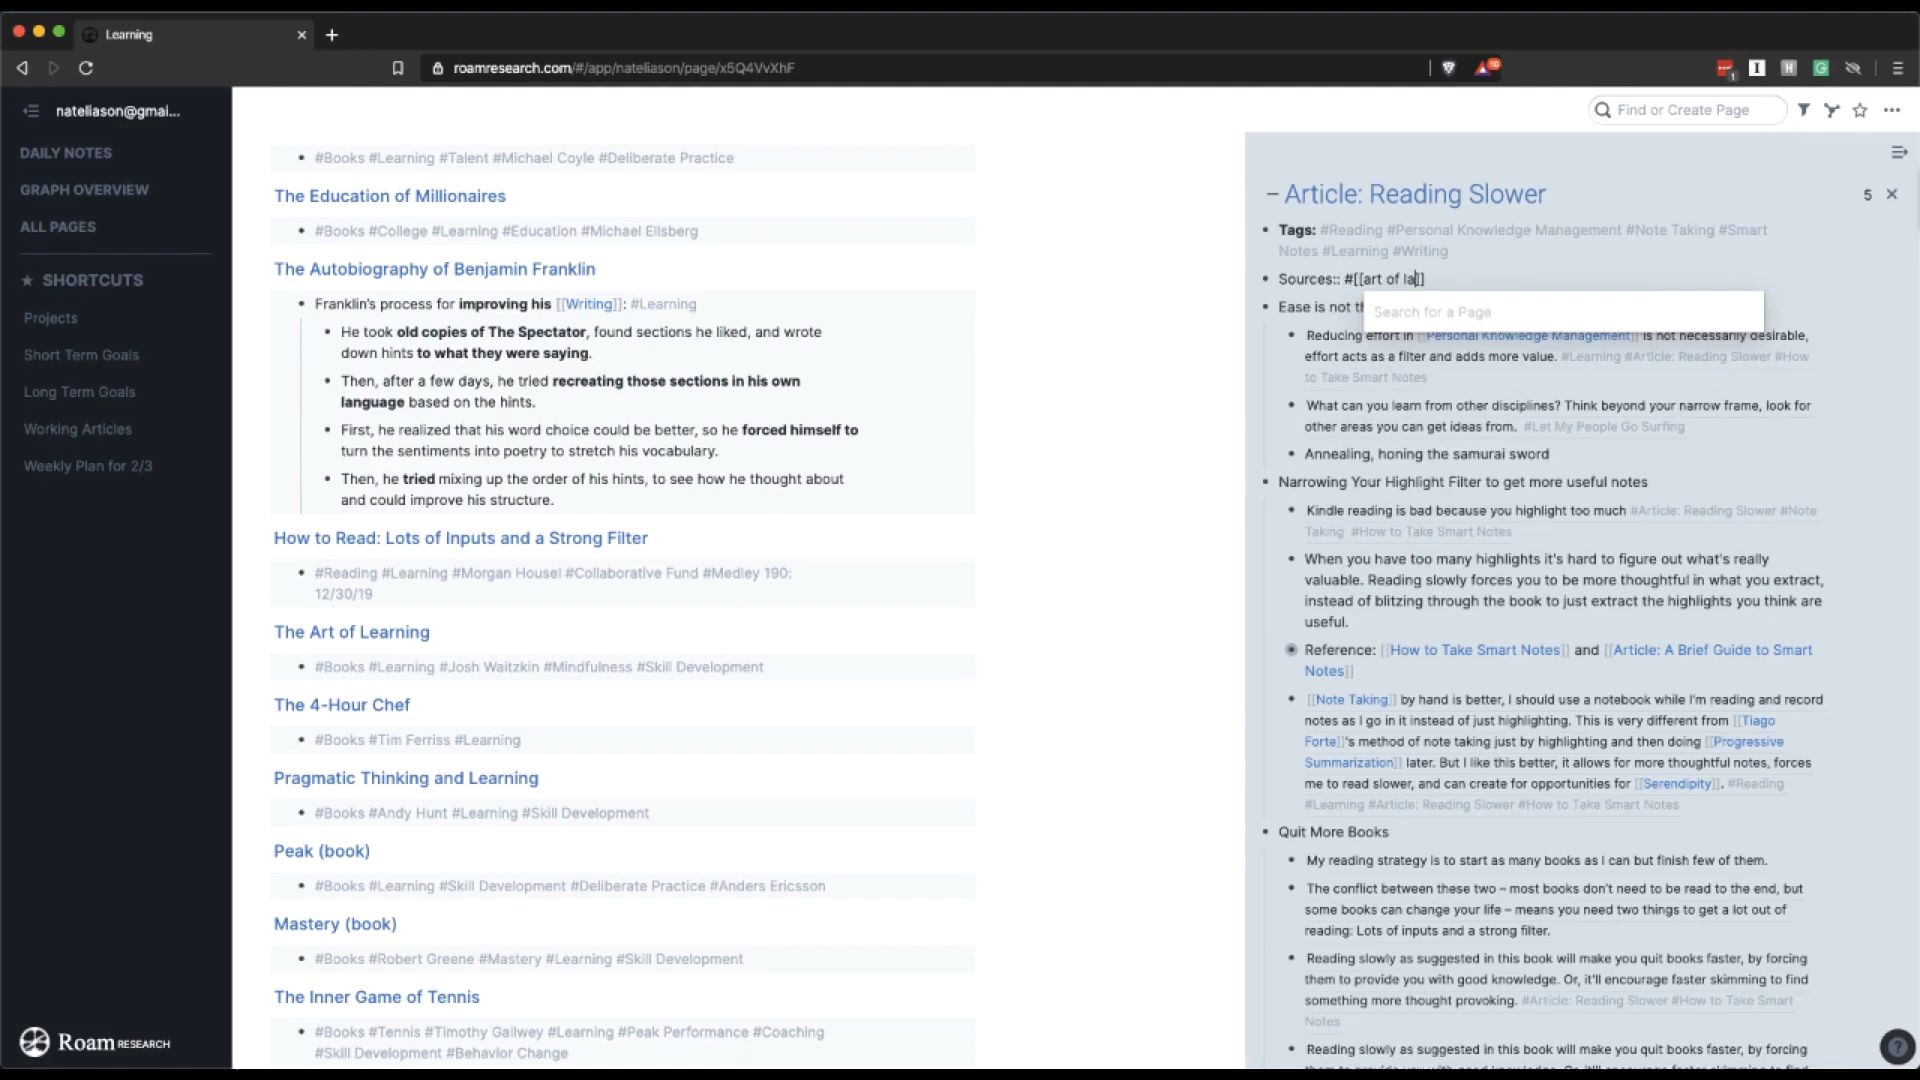 Learning
roamresearch.com/#/app/nateliason/page/x5Q4VvXhF
10
1
nateliason@gmai...
DAILY NOTES
GRAPH OVERVIEW
ALL PAGES
★ SHORTCUTS
Projects
Short Term Goals
Long Term Goals
Working Articles
Weekly Plan for 2/3
Roam RESEARCH
Find or Create Page
#Books #Learning #Talent #Michael Coyle #Deliberate Practice
The Education of Millionaires
#Books #College #Learning #Education #Michael Ellsberg
The Autobiography of Benjamin Franklin
Franklin's process for improving his [[Writing]]: #Learning
He took old copies of The Spectator, found sections he liked, and wrote
down hints to what they were saying.
Then, after a few days, he tried recreating those sections in his own
language based on the hints.
First, he realized that his word choice could be better, so he forced himself to
turn the sentiments into poetry to stretch his vocabulary.
Then, he tried mixing up the order of his hints, to see how he thought about
and could improve his structure.
How to Read: Lots of Inputs and a Strong Filter
#Reading #Learning #Morgan Housel #Collaborative Fund #Medley 190:
12/30/19
The Art of Learning
#Books #Learning #Josh Waitzkin #Mindfulness #Skill Development
The 4-Hour Chef
#Books #Tim Ferriss #Learning
Pragmatic Thinking and Learning
#Books #Andy Hunt #Learning #Skill Development
Peak (book)
#Books #Learning #Skill Development #Deliberate Practice #Anders Ericsson
Mastery (book)
#Books #Robert Greene #Mastery #Learning #Skill Development
The Inner Game of Tennis
#Books #Tennis #Timothy Gallwey #Learning #Peak Performance #Coaching
#Skill Development #Behavior Change
– Article: Reading Slower
5
Tags: #Reading #Personal Knowledge Management #Note Taking #Smart
Notes #Learning #Writing
Sources:: #[[art of la]]
Ease is not t
Search for a Page
Reducing effort in [[Personal Knowledge Management]] is not necessarily desirable,
effort acts as a filter and adds more value. #Learning #Article: Reading Slower #How
to Take Smart Notes
What can you learn from other disciplines? Think beyond your narrow frame, look for
other areas you can get ideas from. #Let My People Go Surfing
Annealing, honing the samurai sword
Narrowing Your Highlight Filter to get more useful notes
Kindle reading is bad because you highlight too much #Article: Reading Slower #Note
Taking #How to Take Smart Notes
When you have too many highlights it's hard to figure out what's really
valuable. Reading slowly forces you to be more thoughtful in what you extract,
instead of blitzing through the book to just extract the highlights you think are
useful.
Reference: [[How to Take Smart Notes]] and [[Article: A Brief Guide to Smart
Notes]]
[[Note Taking]] by hand is better, I should use a notebook while I'm reading and record
notes as I go in it instead of just highlighting. This is very different from [[Tiago
Forte]]'s method of note taking just by highlighting and then doing [[Progressive
Summarization]] later. But I like this better, it allows for more thoughtful notes, forces
me to read slower, and can create for opportunities for [[Serendipity]]. #Reading
#Learning #Article: Reading Slower #How to Take Smart Notes
Quit More Books
My reading strategy is to start as many books as I can but finish few of them.
The conflict between these two – most books don't need to be read to the end, but
some books can change your life – means you need two things to get a lot out of
reading: Lots of inputs and a strong filter.
Reading slowly as suggested in this book will make you quit books faster, by forcing
them to provide you with good knowledge. Or, it'll encourage faster skimming to find
something more thought provoking. #Article: Reading Slower #How to Take Smart
Notes
Reading slowly as suggested in this book will make you quit books faster, by forcing